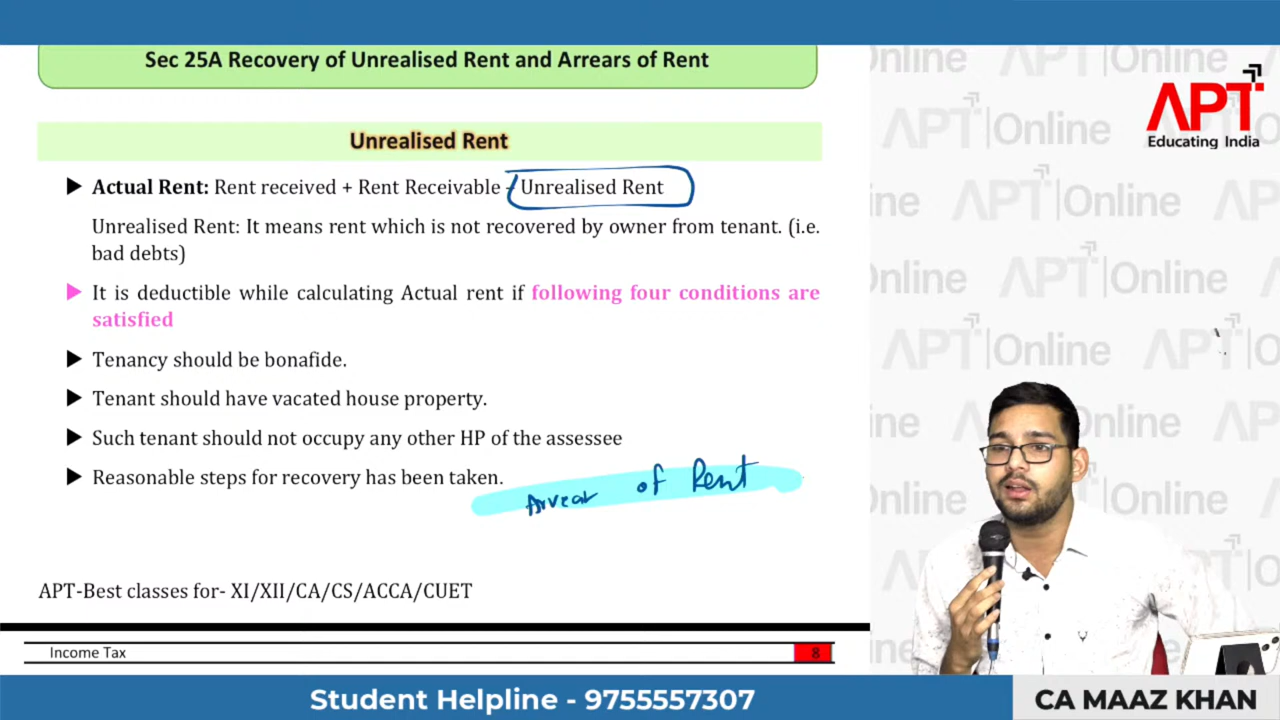 Sec 25A Recovery of Unrealised Rent and Arrears of Rent
Unrealised Rent
▶ Actual Rent: Rent received + Rent Receivable - Unrealised Rent
Unrealised Rent: It means rent which is not recovered by owner from tenant. (i.e.
bad debts)
▶ It is deductible while calculating Actual rent if following four conditions are
satisfied
▶ Tenancy should be bonafide.
▶ Tenant should have vacated house property.
▶ Such tenant should not occupy any other HP of the assessee
▶ Reasonable steps for recovery has been taken.
Arrear of Rent
APT-Best classes for- XI/XII/CA/CS/ACCA/CUET
Income Tax 8
APT
Educating India
APT|Online
Student Helpline - 9755557307
CA MAAZ KHAN